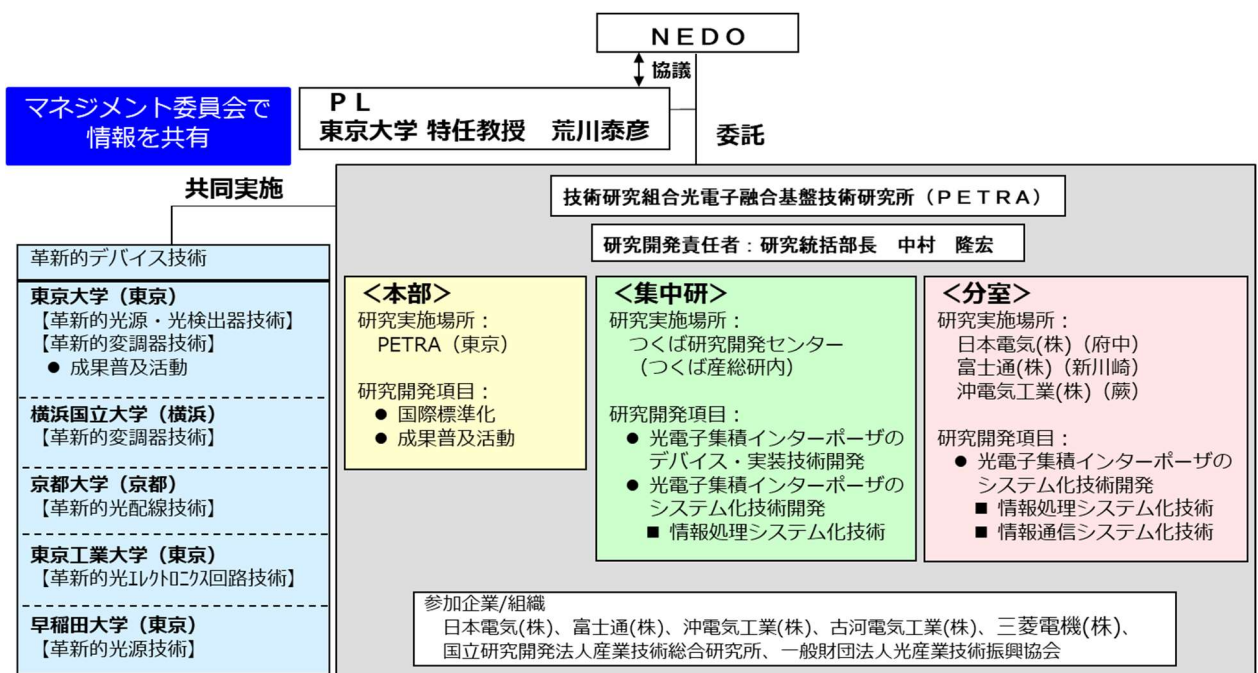 ＮＥＤＯ
協議
マネジメント委員会で
情報を共有
ＰＬ
東京大学 特任教授　荒川泰彦
委託
共同実施
技術研究組合光電子融合基盤技術研究所（ＰＥＴＲＡ）
研究開発責任者：研究統括部長　中村　隆宏
革新的デバイス技術
東京大学（東京）
【革新的光源・光検出器技術】
【革新的変調器技術】
● 成果普及活動
横浜国立大学（横浜）
【革新的変調器技術】
京都大学（京都）
【革新的光配線技術】
東京工業大学（東京）
【革新的光ｴﾚｸﾄﾛﾆｸｽ回路技術】
早稲田大学（東京）
【革新的光源技術】
＜本部＞
研究実施場所：
PETRA（東京）
研究開発項目：
● 国際標準化
● 成果普及活動
＜集中研＞
研究実施場所：
つくば研究開発センター
（つくば産総研内）
研究開発項目：
● 光電子集積インターポーザの
デバイス・実装技術開発
● 光電子集積インターポーザの
システム化技術開発
■ 情報処理システム化技術
＜分室＞
研究実施場所：
日本電気(株)（府中）
富士通(株)（新川崎）
沖電気工業(株)（蕨）
研究開発項目：
● 光電子集積インターポーザの
システム化技術開発
■ 情報処理システム化技術
■ 情報通信システム化技術
参加企業/組織
日本電気(株)、富士通(株)、沖電気工業(株)、古河電気工業(株)、三菱電機(株)、
国立研究開発法人産業技術総合研究所、一般財団法人光産業技術振興協会